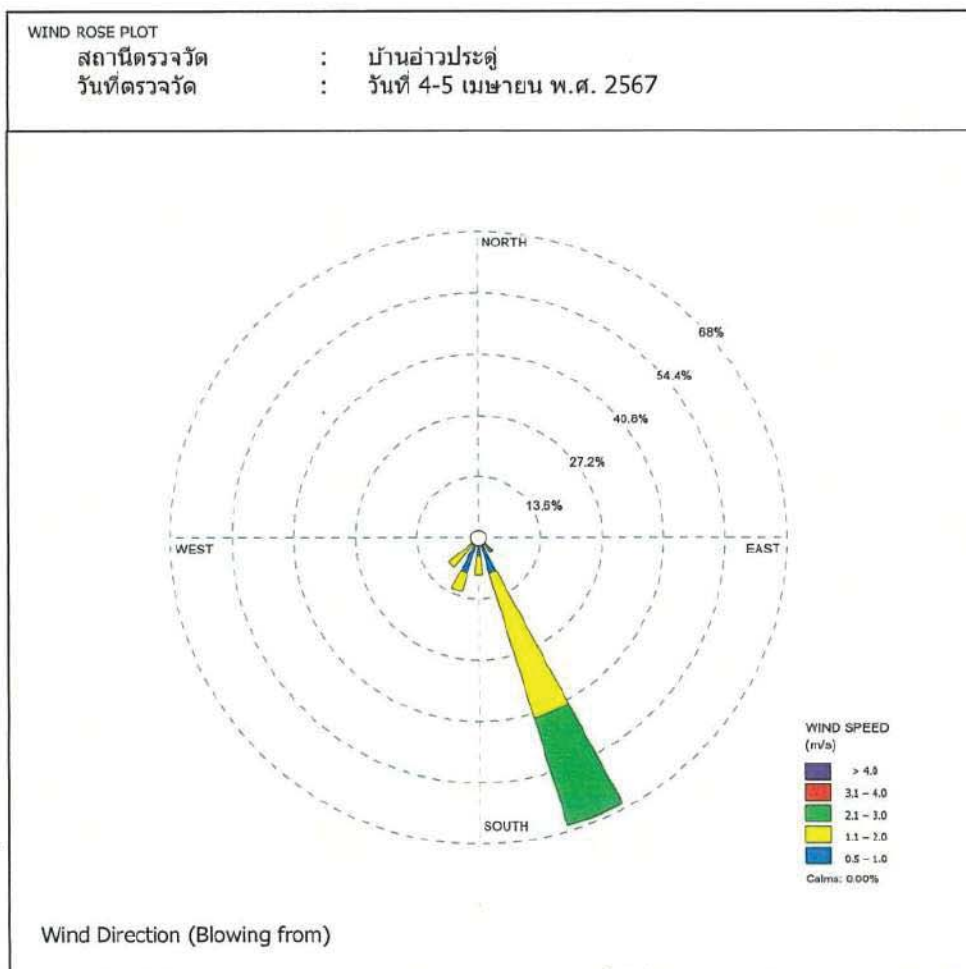 WIND ROSE PLOT
สถานีตรวจวัด : บ้านอ่าวประดู่
วันที่ตรวจวัด : วันที่ 4-5 เมษายน พ.ศ. 2567
NORTH
68%
54.4%
40.8%
27.2%
13.6%
WEST
EAST
SOUTH
WIND SPEED
(m/s)
> 4.0
3.1 – 4.0
2.1 – 3.0
1.1 – 2.0
0.5 – 1.0
Calms: 0.00%
Wind Direction (Blowing from)